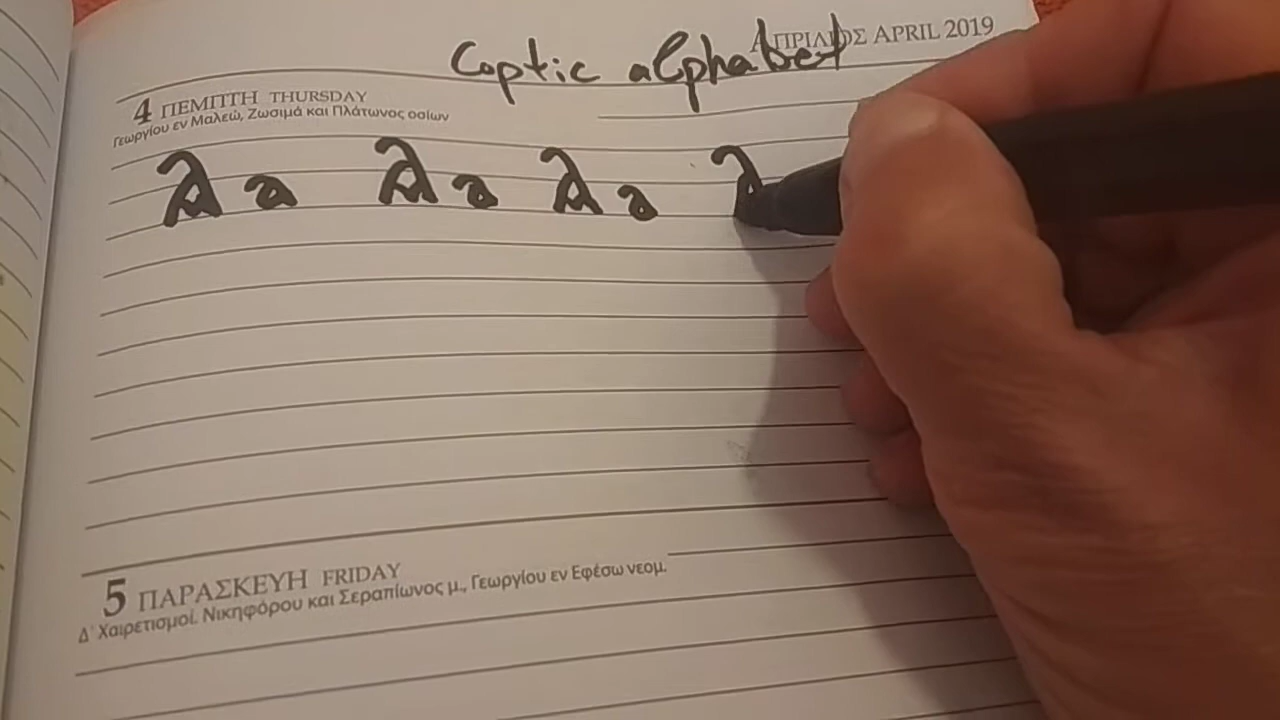 Coptic alphabet
ΑΠΡΙΛΙΟΣ APRIL 2019
4 ΠΕΜΠΤΗ THURSDAY
Γεωργίου εν Μαλεώ, Ζωσιμά και Πλάτωνος οσίων
Ⲁ ⲁ Ⲁ ⲁ Ⲁ ⲁ
5 ΠΑΡΑΣΚΕΥΗ FRIDAY
Δ΄ Χαιρετισμοί. Νικηφόρου και Σεραπίωνος μ., Γεωργίου εν Εφέσω νεομ.